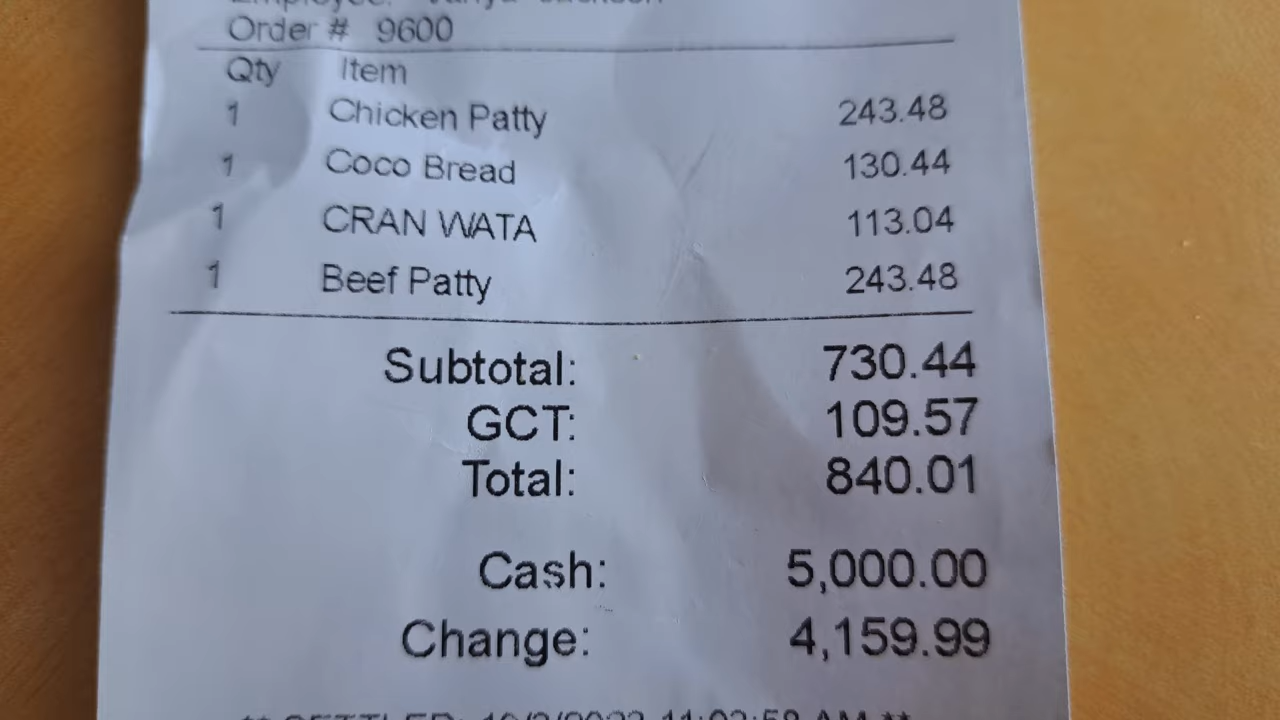 Order # 9600
Qty Item
1 Chicken Patty 243.48
1 Coco Bread 130.44
1 CRAN WATA 113.04
1 Beef Patty 243.48
Subtotal: 730.44
GCT: 109.57
Total: 840.01
Cash: 5,000.00
Change: 4,159.99